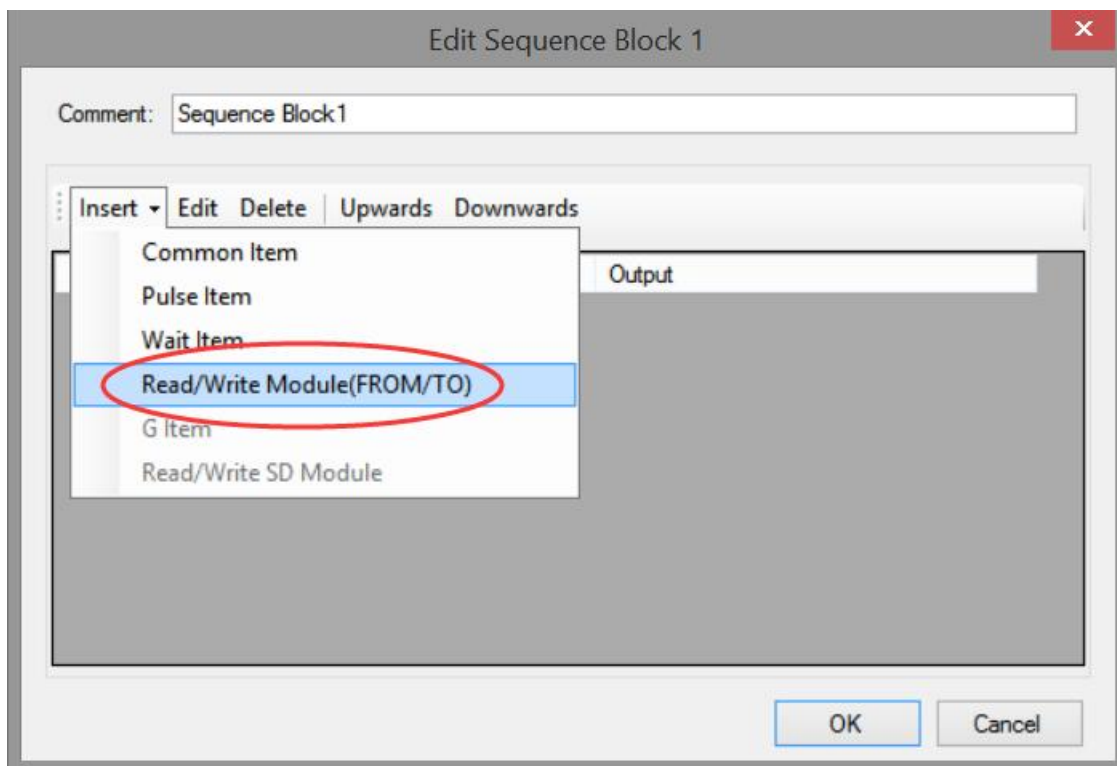 Edit Sequence Block 1
Comment: Sequence Block1
Insert Edit Delete Upwards Downwards
Common Item
Output
Pulse Item
Wait Item
Read/Write Module(FROM/TO)
G Item
Read/Write SD Module
OK Cancel